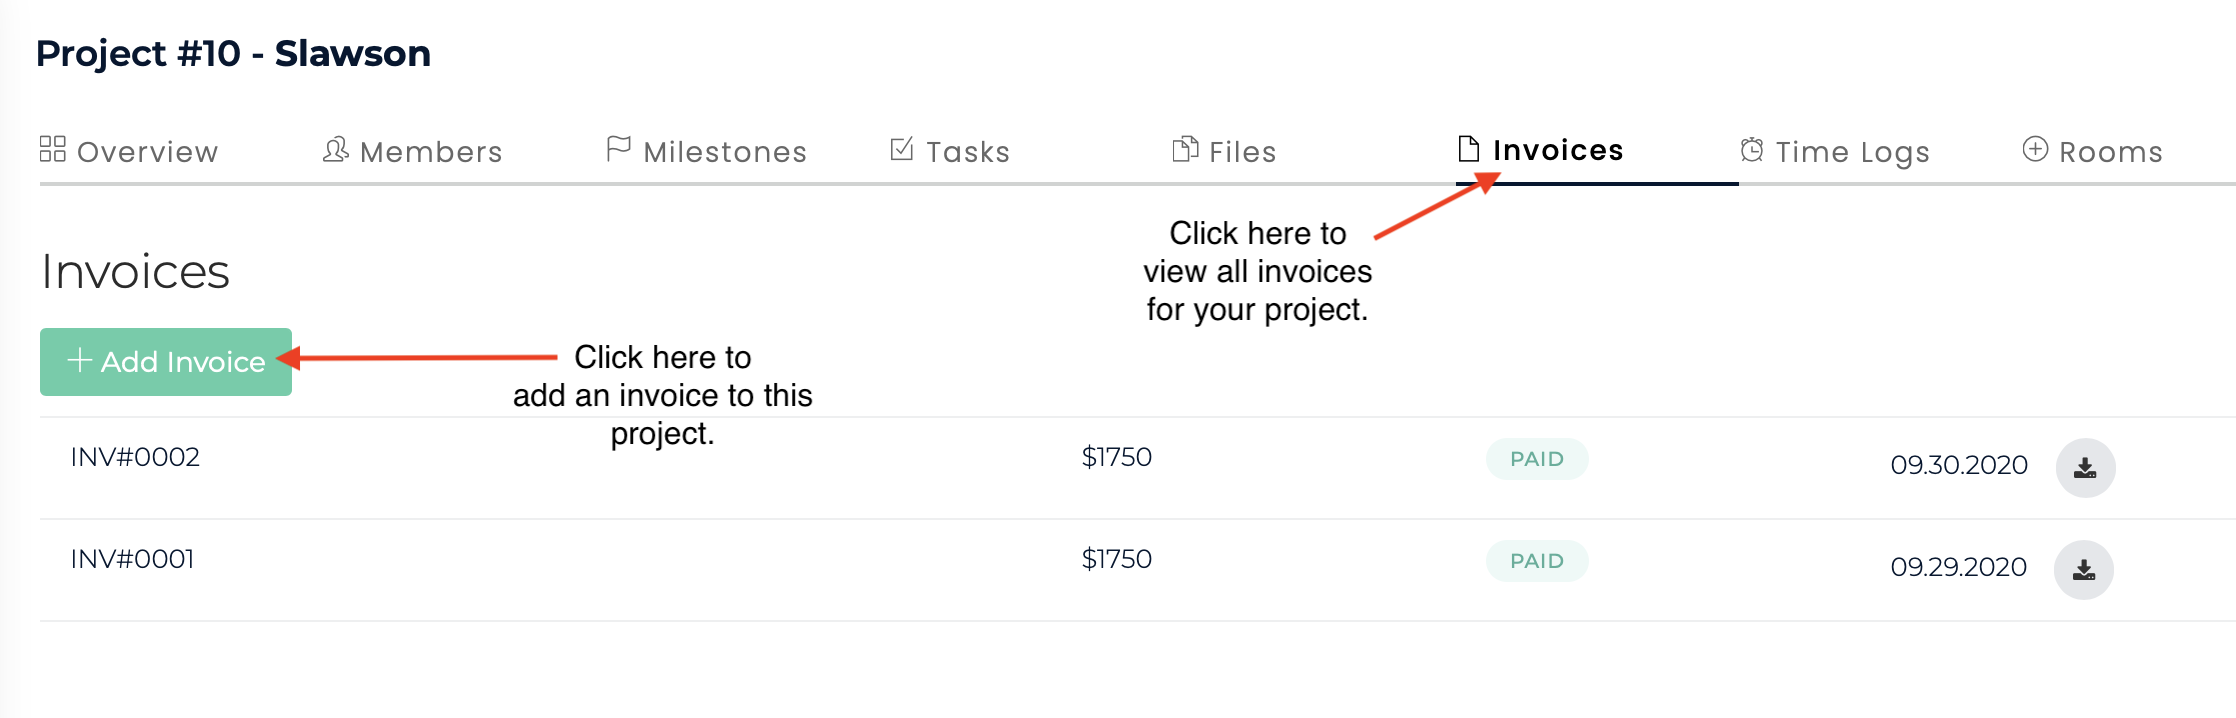 Project #10 - Slawson
Overview Members Milestones Tasks Files Invoices Time Logs Rooms
Click here to
view all invoices
for your project.
Invoices
Add Invoice
Click here to
add an invoice to this
project.
INV#0002 $1750 PAID 09.30.2020
INV#0001 $1750 PAID 09.29.2020